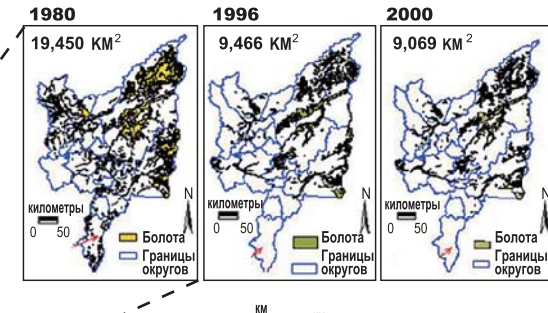 1980
19,450 км²
километры
0 50
N
Болота
Границы
округов
1996
9,466 км²
километры
0 50
N
Болота
Границы
округов
2000
9,069 км²
километры
0 50
N
Болота
Границы
округов
км